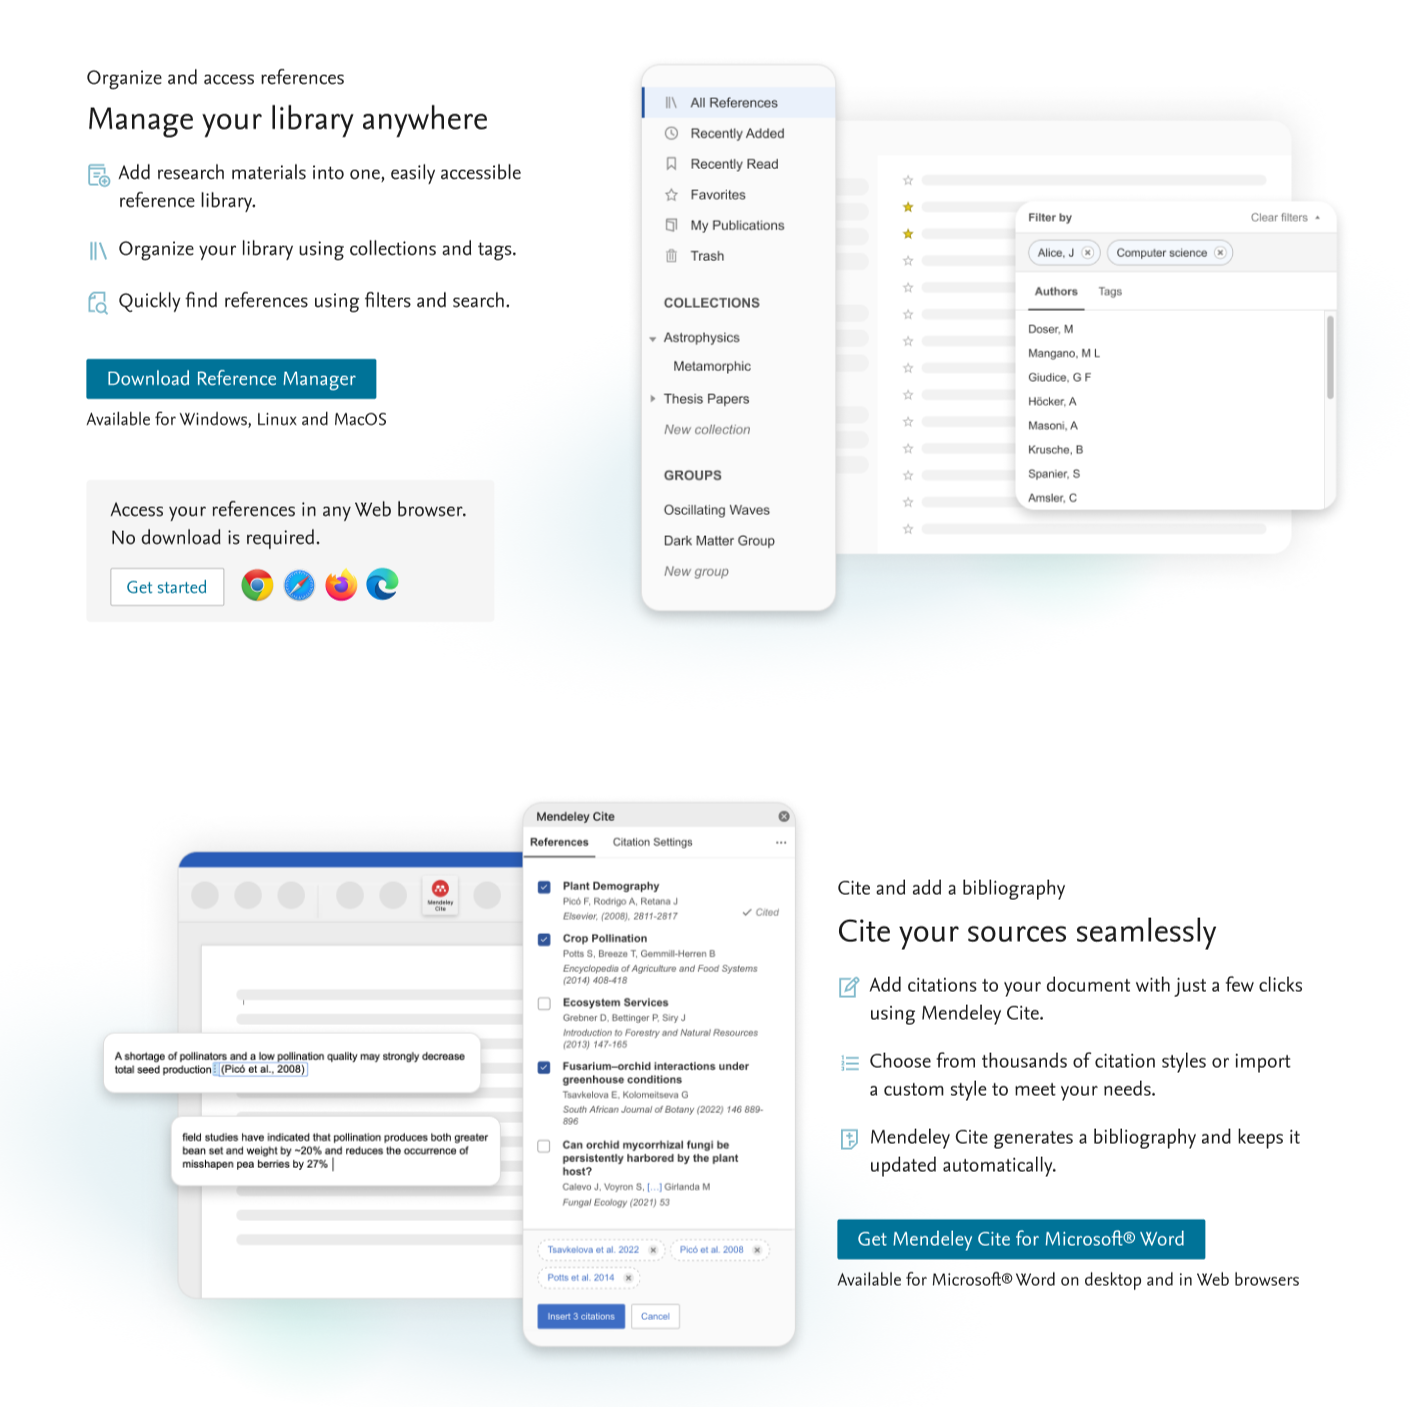 Organize and access references
Manage your library anywhere
Add research materials into one, easily accessible
reference library.
Organize your library using collections and tags.
Quickly find references using filters and search.
Download Reference Manager
Available for Windows, Linux and MacOS
Access your references in any Web browser.
No download is required.
Get started
All References
Recently Added
Recently Read
Favorites
My Publications
Trash
COLLECTIONS
Astrophysics
Metamorphic
Thesis Papers
New collection
GROUPS
Oscillating Waves
Dark Matter Group
New group
Filter by
Clear filters
Alice, J
Computer science
Authors
Tags
Doser, M
Mangano, M L
Giudice, G F
Höcker, A
Masoni, A
Krusche, B
Spanier, S
Amsler, C
Mendeley
Cite
A shortage of pollinators and a low pollination quality may strongly decrease
total seed production (Picó et al., 2008)
field studies have indicated that pollination produces both greater
bean set and weight by ~20% and reduces the occurrence of
misshapen pea berries by 27%
Mendeley Cite
References
Citation Settings
Plant Demography
Picó F, Rodrigo A, Retana J
Elsevier, (2008), 2811-2817
Cited
Crop Pollination
Potts S, Breeze T, Gemmill-Herren B
Encyclopedia of Agriculture and Food Systems
(2014) 408-418
Ecosystem Services
Grebner D, Bettinger P, Siry J
Introduction to Forestry and Natural Resources
(2013) 147-165
Fusarium–orchid interactions under
greenhouse conditions
Tsavkelova E, Kolomeitseva G
South African Journal of Botany (2022) 146 889-
896
Can orchid mycorrhizal fungi be
persistently harbored by the plant
host?
Calevo J, Voyron S, [...] Girlanda M
Fungal Ecology (2021) 53
Tsavkelova et al. 2022
Picó et al. 2008
Potts et al. 2014
Insert 3 citations
Cancel
Cite and add a bibliography
Cite your sources seamlessly
Add citations to your document with just a few clicks
using Mendeley Cite.
Choose from thousands of citation styles or import
a custom style to meet your needs.
Mendeley Cite generates a bibliography and keeps it
updated automatically.
Get Mendeley Cite for Microsoft® Word
Available for Microsoft® Word on desktop and in Web browsers